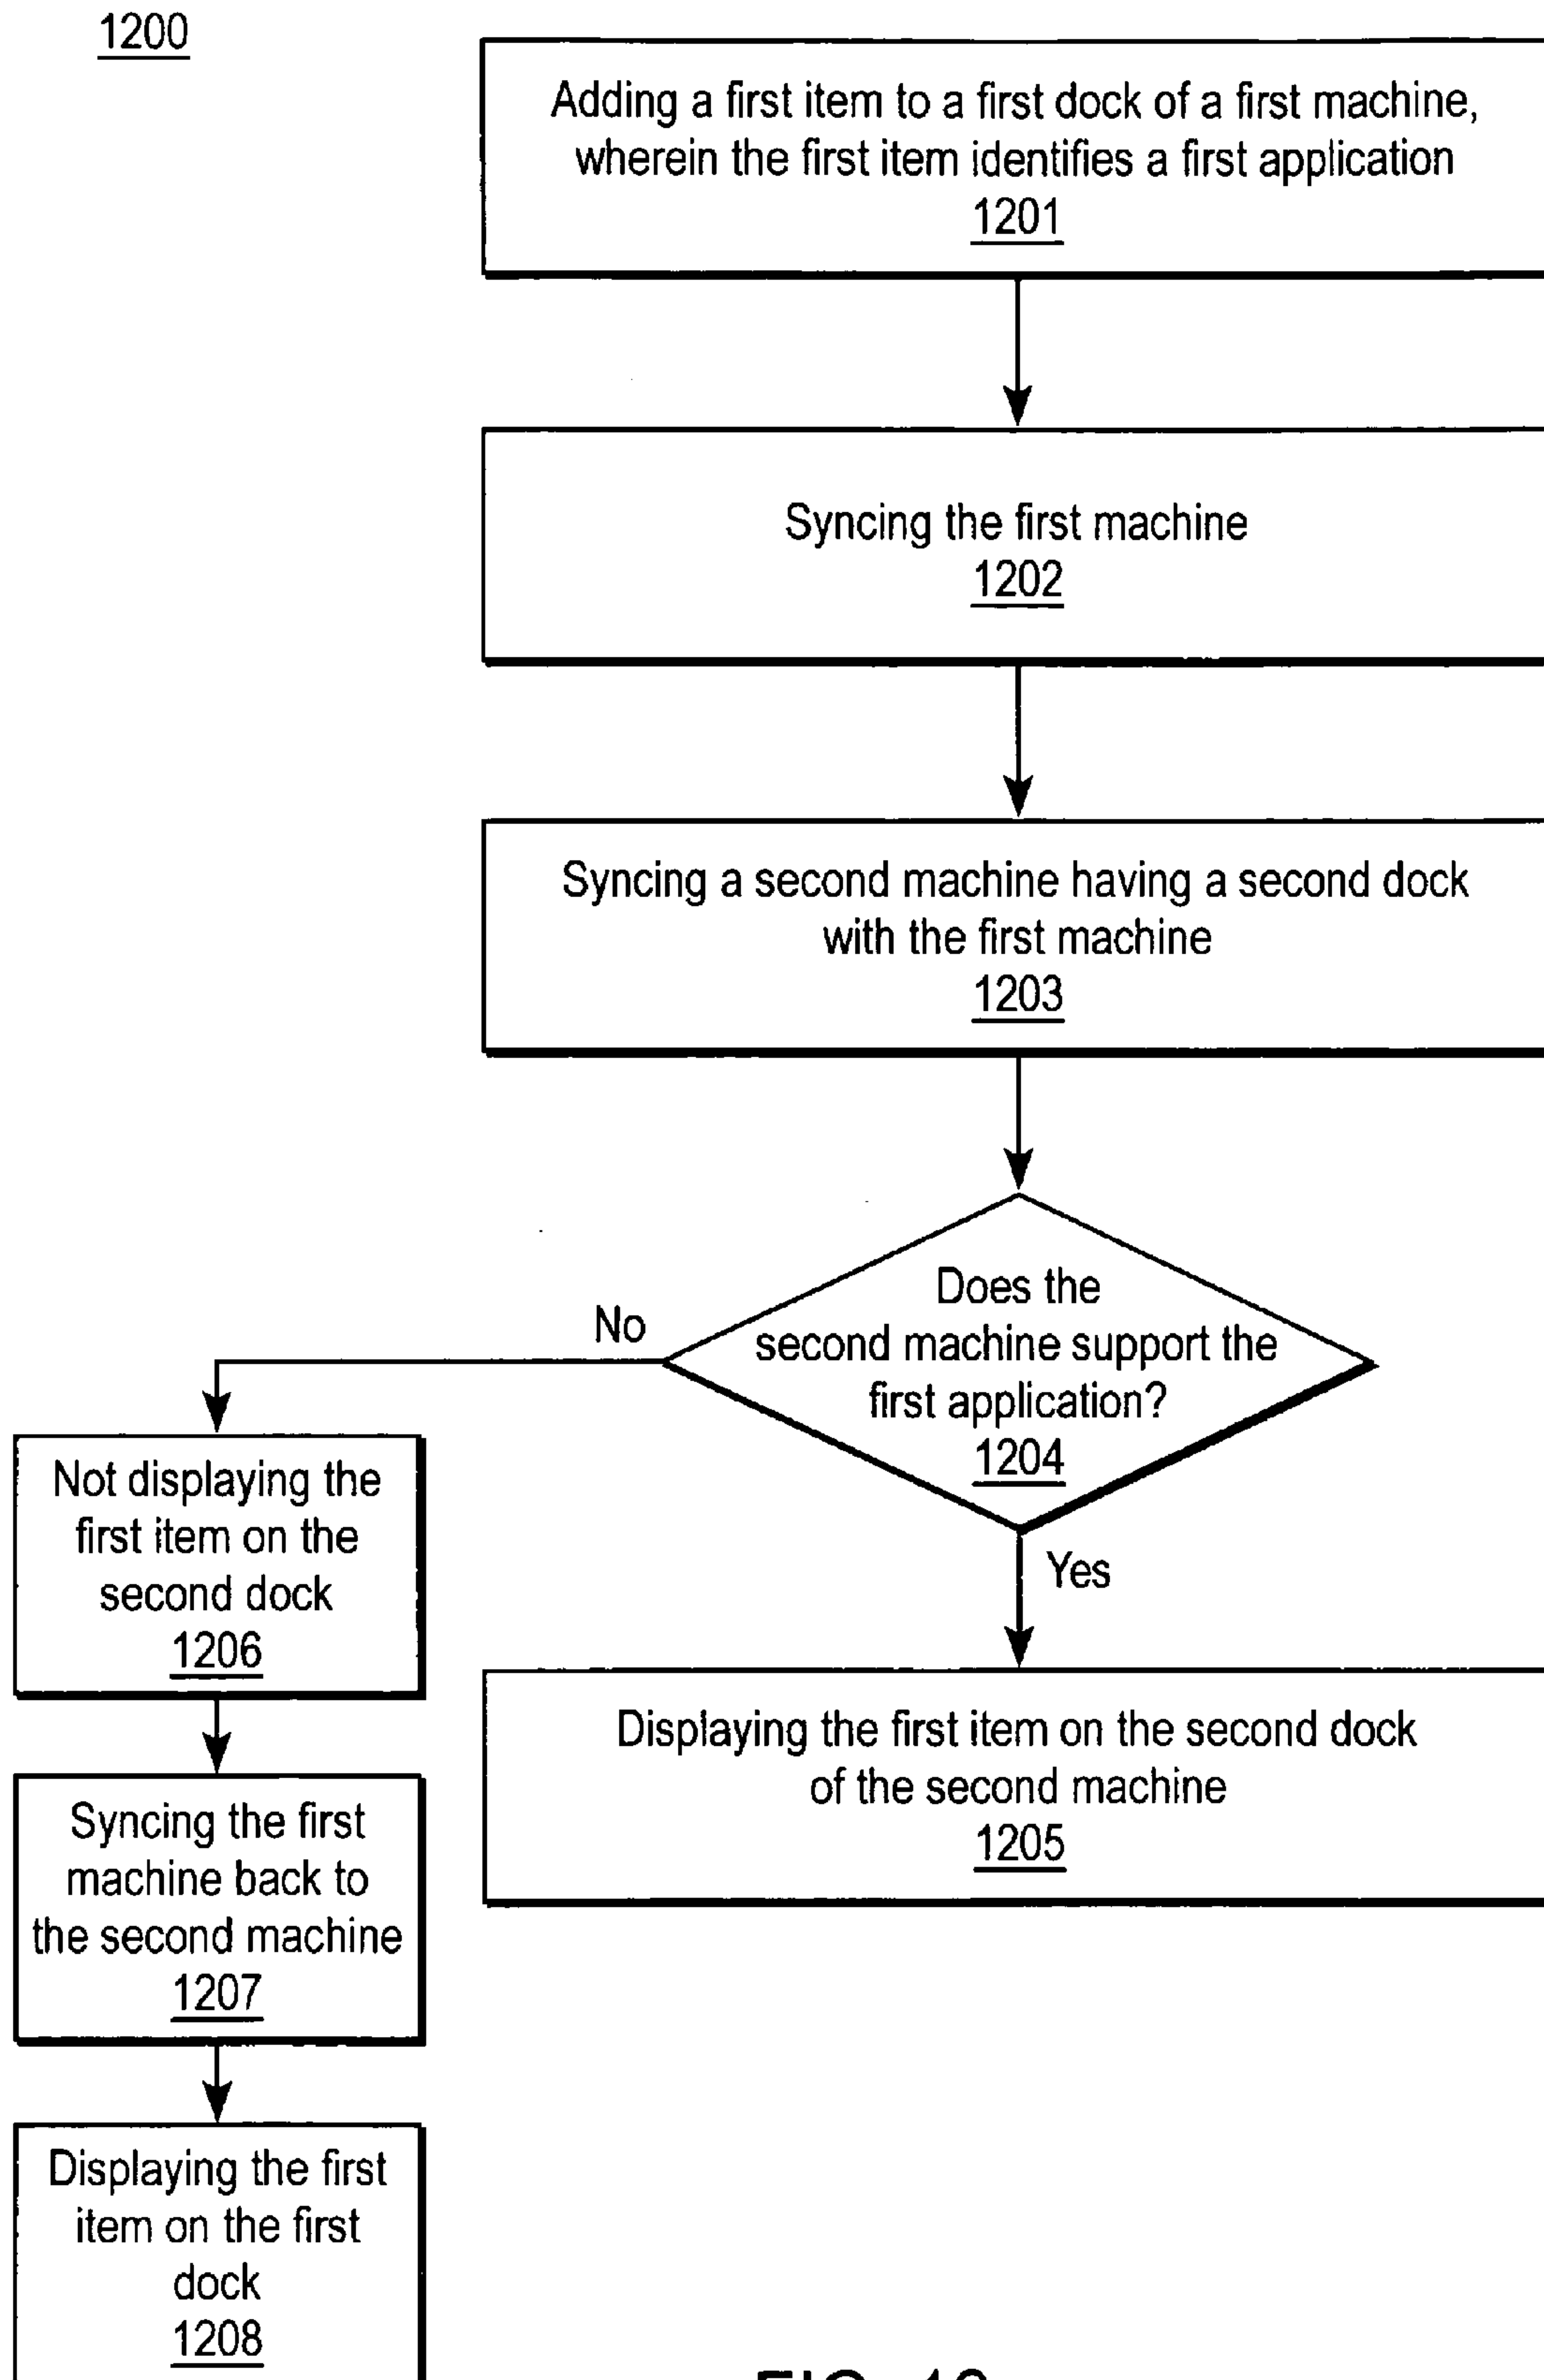 1200
Adding a first item to a first dock of a first machine,
wherein the first item identifies a first application
1201
Syncing the first machine
1202
Syncing a second machine having a second dock
with the first machine
1203
Does the
second machine support the
first application?
1204
No
Yes
Not displaying the
first item on the
second dock
1206
Displaying the first item on the second dock
of the second machine
1205
Syncing the first
machine back to
the second machine
1207
Displaying the first
item on the first
dock
1208
FIG.